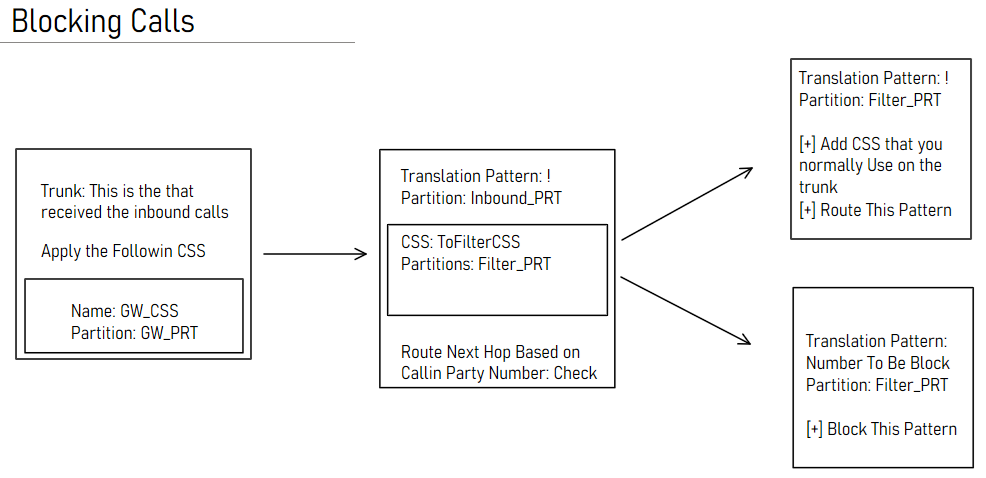 Blocking Calls
Trunk: This is the that
received the inbound calls
Apply the Followin CSS
Name: GW_CSS
Partition: GW_PRT
Translation Pattern: !
Partition: Inbound_PRT
CSS: ToFilterCSS
Partitions: Filter_PRT
Route Next Hop Based on
Callin Party Number: Check
Translation Pattern: !
Partition: Filter_PRT
[+] Add CSS that you
normally Use on the
trunk
[+] Route This Pattern
Translation Pattern:
Number To Be Block
Partition: Filter_PRT
[+] Block This Pattern